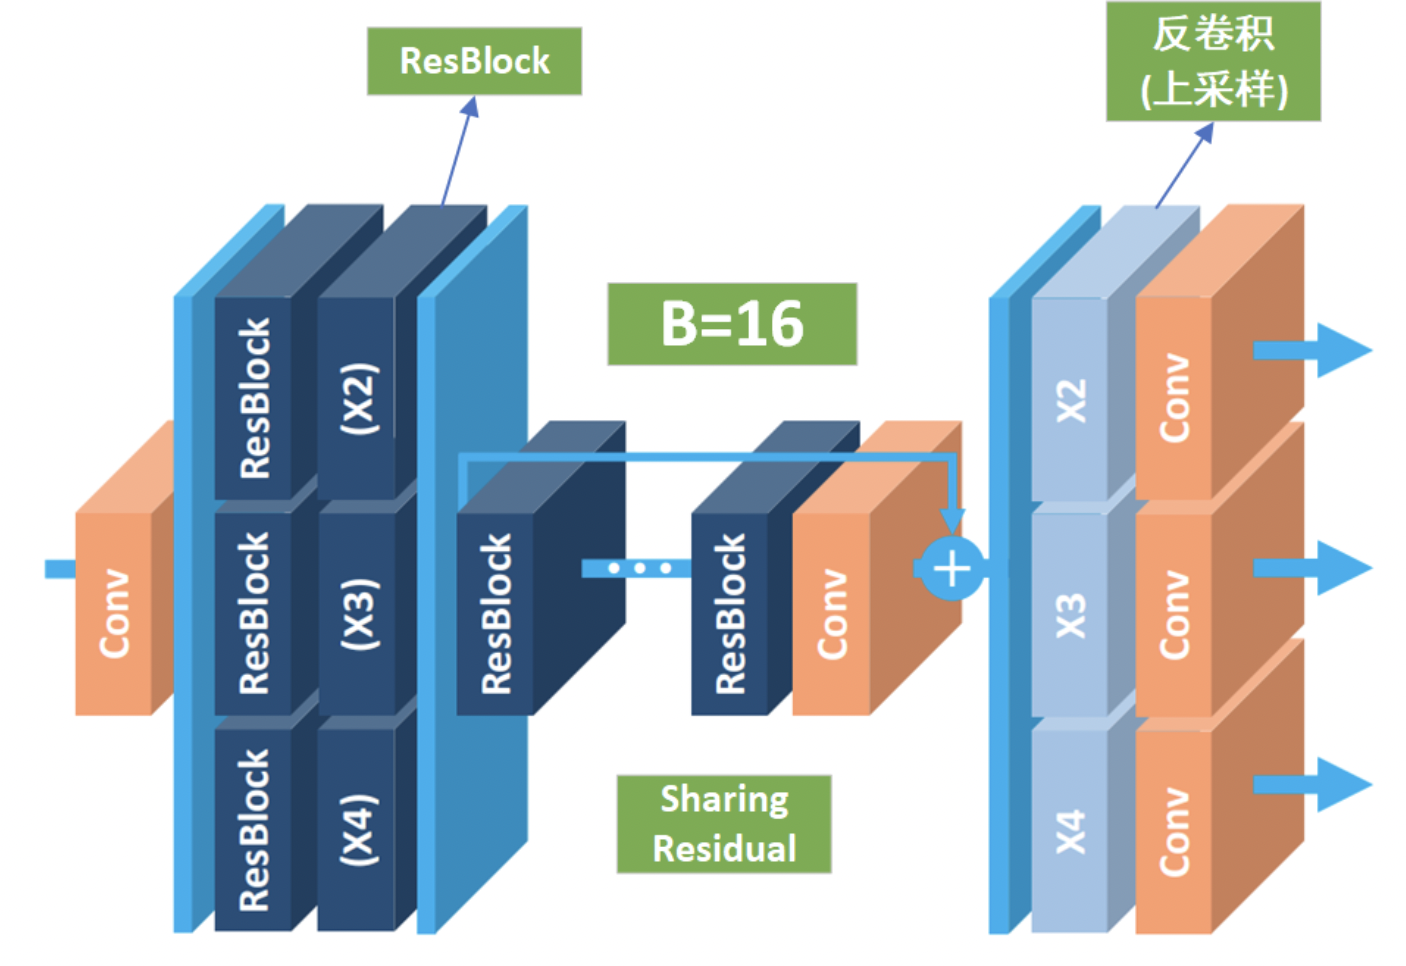 ResBlock
反卷积
(上采样)
B=16
Conv
ResBlock
(X2)
ResBlock
(X3)
ResBlock
(X4)
ResBlock
ResBlock
Conv
X2
Conv
X3
Conv
X4
Conv
Sharing
Residual